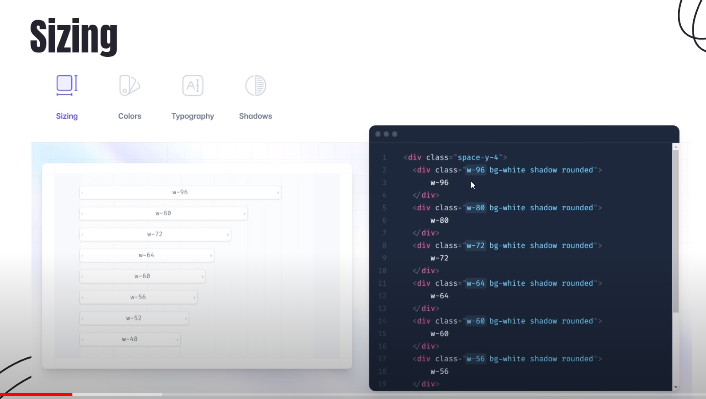 Sizing
Sizing Colors Typography Shadows
w-96
w-80
w-72
w-64
w-60
w-56
w-52
w-48
1 <div class="space-y-4">
2 <div class="w-96 bg-white shadow rounded">
3 w-96
4 </div>
5 <div class="w-80 bg-white shadow rounded">
6 w-80
7 </div>
8 <div class="w-72 bg-white shadow rounded">
9 w-72
10 </div>
11 <div class="w-64 bg-white shadow rounded">
12 w-64
13 </div>
14 <div class="w-60 bg-white shadow rounded">
15 w-60
16 </div>
17 <div class="w-56 bg-white shadow rounded">
18 w-56
19 </div>